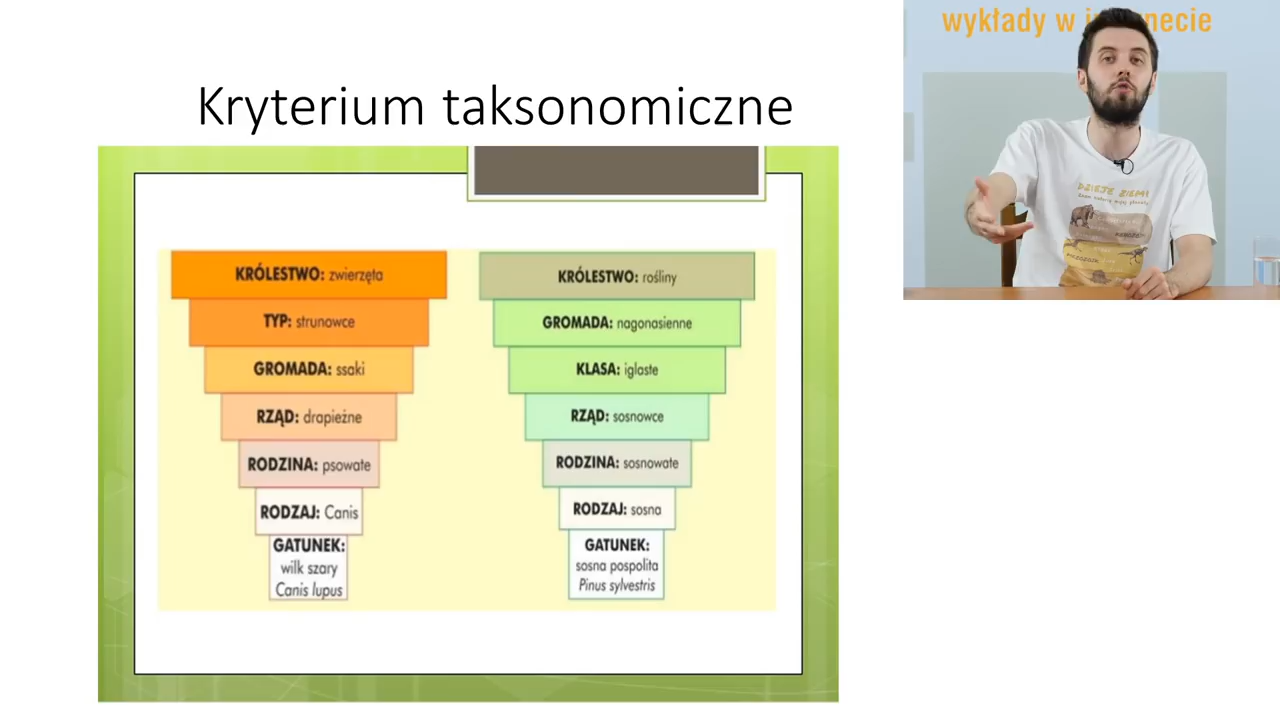 Kryterium taksonomiczne
KRÓLESTWO: zwierzęta
TYP: strunowce
GROMADA: ssaki
RZĄD: drapieżne
RODZINA: psowate
RODZAJ: Canis
GATUNEK:
wilk szary
Canis lupus
KRÓLESTWO: rośliny
GROMADA: nagonasienne
KLASA: iglaste
RZĄD: sosnowce
RODZINA: sosnowate
RODZAJ: sosna
GATUNEK:
sosna pospolita
Pinus sylvestris
wykłady w
DZIEJE ZIEMI